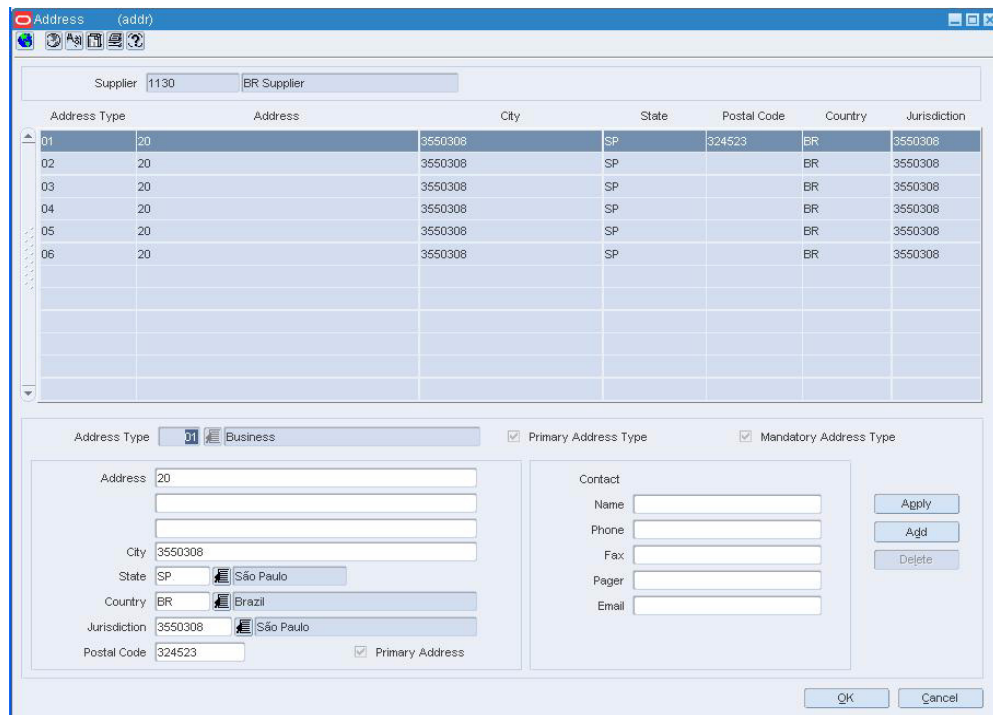 Address (addr)
Supplier 1130 BR Supplier
Address Type Address City State Postal Code Country Jurisdiction
01 20 3550308 SP 324523 BR 3550308
02 20 3550308 SP BR 3550308
03 20 3550308 SP BR 3550308
04 20 3550308 SP BR 3550308
05 20 3550308 SP BR 3550308
06 20 3550308 SP BR 3550308
Address Type 01 Business Primary Address Type Mandatory Address Type
Address 20
City 3550308
State SP São Paulo
Country BR Brazil
Jurisdiction 3550308 São Paulo
Postal Code 324523 Primary Address
Contact
Name
Phone
Fax
Pager
Email
Apply
Add
Delete
OK Cancel